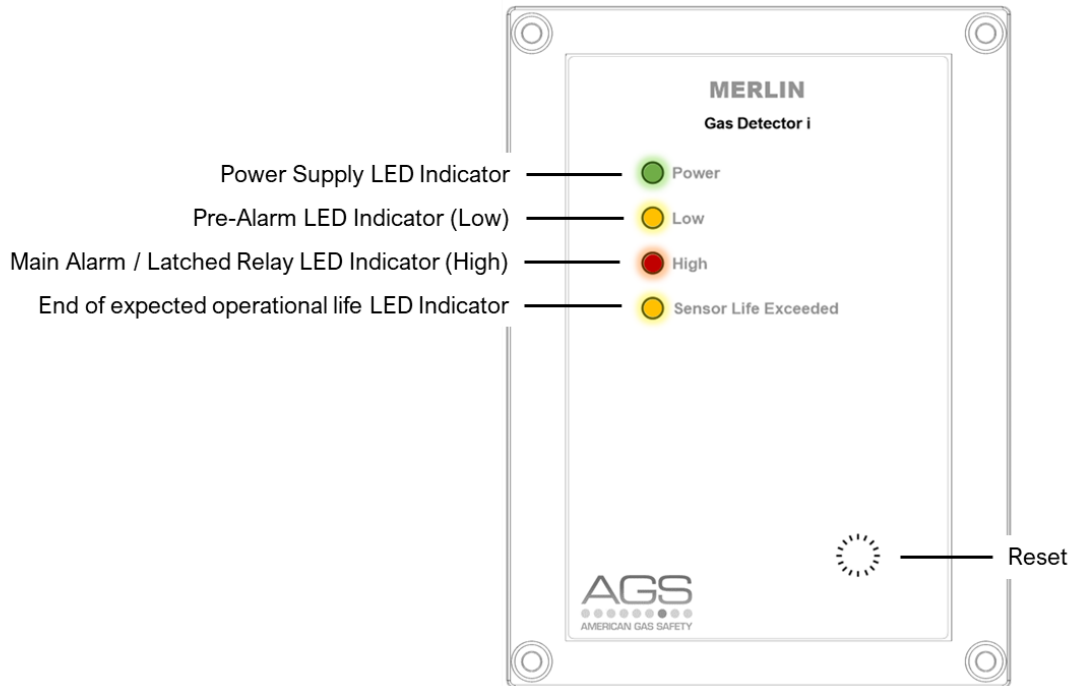 MERLIN
Gas Detector i
Power Supply LED Indicator
Power
Pre-Alarm LED Indicator (Low)
Low
Main Alarm / Latched Relay LED Indicator (High)
High
End of expected operational life LED Indicator
Sensor Life Exceeded
Reset
AGS
AMERICAN GAS SAFETY